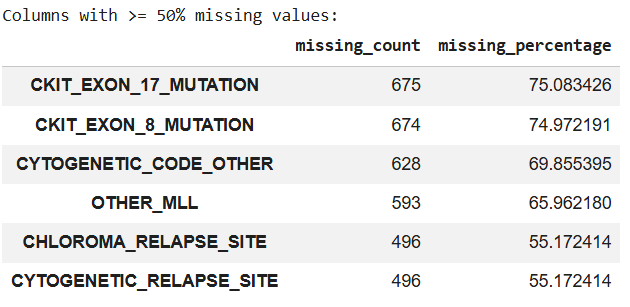 Columns with >= 50% missing values:
missing_count missing_percentage
CKIT_EXON_17_MUTATION 675 75.083426
CKIT_EXON_8_MUTATION 674 74.972191
CYTOGENETIC_CODE_OTHER 628 69.855395
OTHER_MLL 593 65.962180
CHLOROMA_RELAPSE_SITE 496 55.172414
CYTOGENETIC_RELAPSE_SITE 496 55.172414